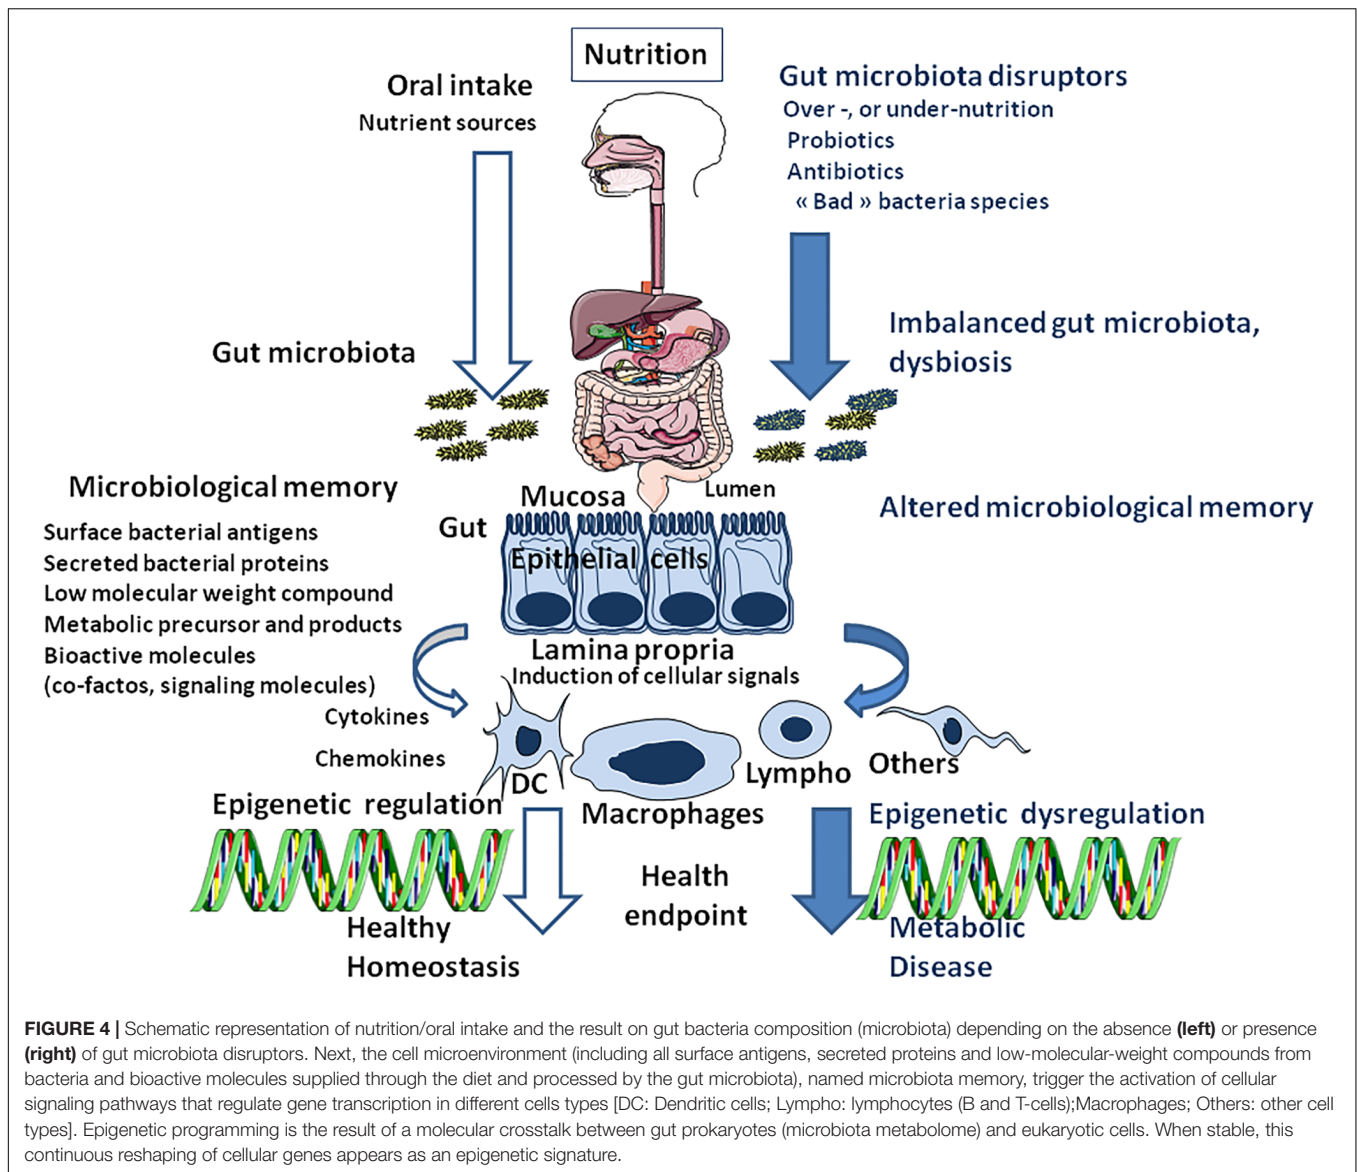 Nutrition
Oral intake
Nutrient sources
Gut microbiota disruptors
Over -, or under-nutrition
Probiotics
Antibiotics
« Bad » bacteria species
Gut microbiota
Imbalanced gut microbiota,
dysbiosis
Microbiological memory
Surface bacterial antigens
Secreted bacterial proteins
Low molecular weight compound
Metabolic precursor and products
Bioactive molecules
(co-factos, signaling molecules)
Cytokines
Chemokines
Mucosa
Lumen
Gut
Epithelial cells
Altered microbiological memory
Lamina propria
Induction of cellular signals
DC
Macrophages
Lympho
Others
Epigenetic regulation
Epigenetic dysregulation
Health
endpoint
Healthy
Homeostasis
Metabolic
Disease
FIGURE 4 | Schematic representation of nutrition/oral intake and the result on gut bacteria composition (microbiota) depending on the absence (left) or presence
(right) of gut microbiota disruptors. Next, the cell microenvironment (including all surface antigens, secreted proteins and low-molecular-weight compounds from
bacteria and bioactive molecules supplied through the diet and processed by the gut microbiota), named microbiota memory, trigger the activation of cellular
signaling pathways that regulate gene transcription in different cells types [DC: Dendritic cells; Lympho: lymphocytes (B and T-cells);Macrophages; Others: other cell
types]. Epigenetic programming is the result of a molecular crosstalk between gut prokaryotes (microbiota metabolome) and eukaryotic cells. When stable, this
continuous reshaping of cellular genes appears as an epigenetic signature.